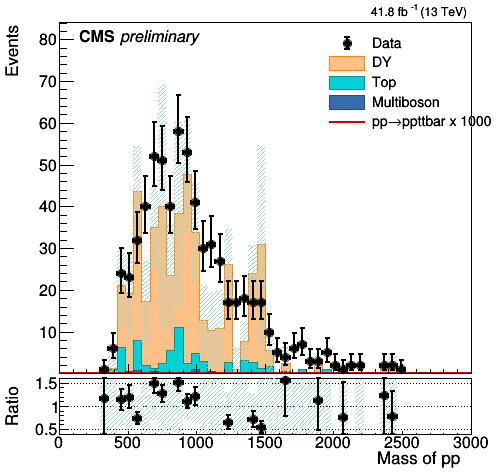 41.8 fb⁻¹ (13 TeV)
Events
80
70
60
50
40
30
20
10
CMS preliminary
Data
DY
Top
Multiboson
pp→ppttbar x 1000
Ratio
1.5
1
0.5
0 500 1000 1500 2000 2500 3000
Mass of pp